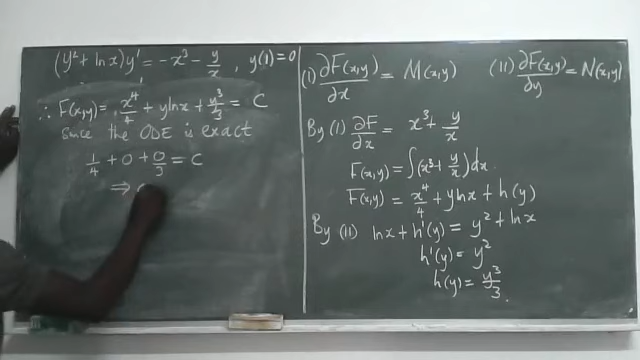 (y² + ln x)y' = -x³ - y/x , y(1)=0
∴ F(x,y) = x⁴/4 + y ln x + y³/3 = C
Since the ODE is exact
1/4 + 0 + 0/3 = C
⇒
(I) ∂F(x,y)/∂x = M(x,y) (II) ∂F(x,y)/∂y = N(x,y)
By (I) ∂F/∂x = x³ + y/x
F(x,y) = ∫(x³ + y/x)dx
F(x,y) = x⁴/4 + y ln x + h(y)
By (II) ln x + h'(y) = y² + ln x
h'(y) = y²
h(y) = y³/3 .